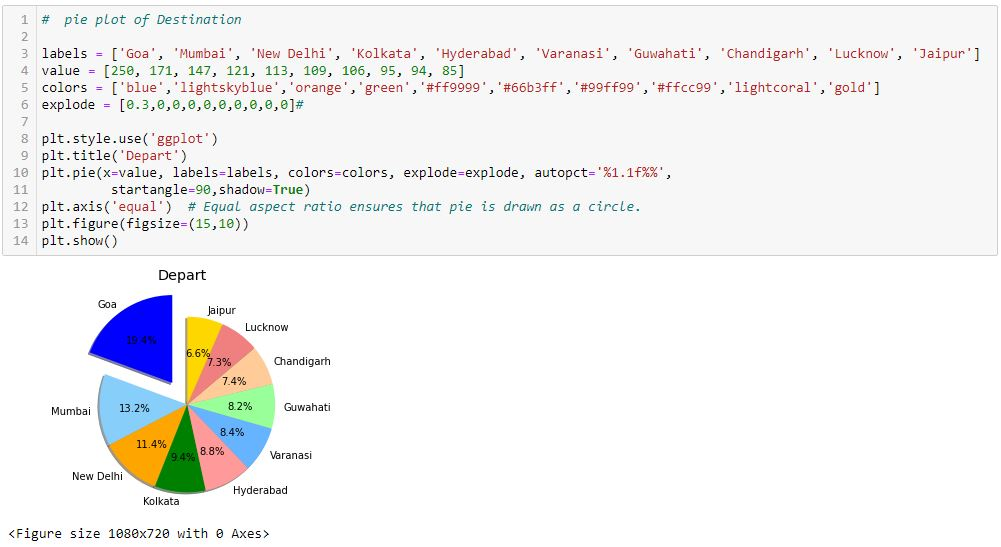 1 #  pie plot of Destination
2
3 labels = ['Goa', 'Mumbai', 'New Delhi', 'Kolkata', 'Hyderabad', 'Varanasi', 'Guwahati', 'Chandigarh', 'Lucknow', 'Jaipur']
4 value = [250, 171, 147, 121, 113, 109, 106, 95, 94, 85]
5 colors = ['blue','lightskyblue','orange','green','#ff9999','#66b3ff','#99ff99','#ffcc99','lightcoral','gold']
6 explode = [0.3,0,0,0,0,0,0,0,0,0]#
7
8 plt.style.use('ggplot')
9 plt.title('Depart')
10 plt.pie(x=value, labels=labels, colors=colors, explode=explode, autopct='%1.1f%%',
11 startangle=90,shadow=True)
12 plt.axis('equal')  # Equal aspect ratio ensures that pie is drawn as a circle.
13 plt.figure(figsize=(15,10))
14 plt.show()
Depart
Goa
19.4%
Jaipur
6.6%
Lucknow
7.3%
Chandigarh
7.4%
Guwahati
8.2%
Varanasi
8.4%
Hyderabad
8.8%
Kolkata
9.4%
New Delhi
11.4%
Mumbai
13.2%
<Figure size 1080x720 with 0 Axes>